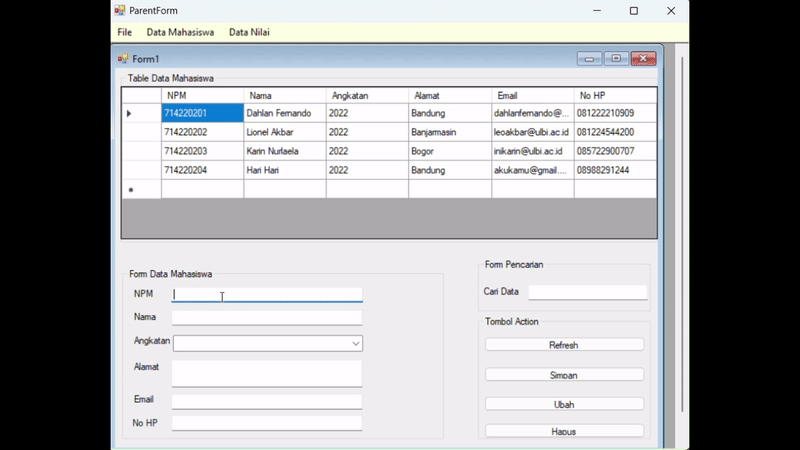 ParentForm
File Data Mahasiswa Data Nilai
Form1
Table Data Mahasiswa
NPM Nama Angkatan Alamat Email No HP
714220201 Dahlan Fernando 2022 Bandung dahlanfernando@... 081222210909
714220202 Lionel Akbar 2022 Banjarmasin leoakbar@ulbi.ac.id 081224544200
714220203 Karin Nurlaela 2022 Bogor inikarin@ulbi.ac.id 085722900707
714220204 Hari Hari 2022 Bandung akukamu@gmail.... 08988291244
Form Data Mahasiswa
NPM
Nama
Angkatan
Alamat
Email
No HP
Form Pencarian
Cari Data
Tombol Action
Refresh
Simpan
Ubah
Hapus